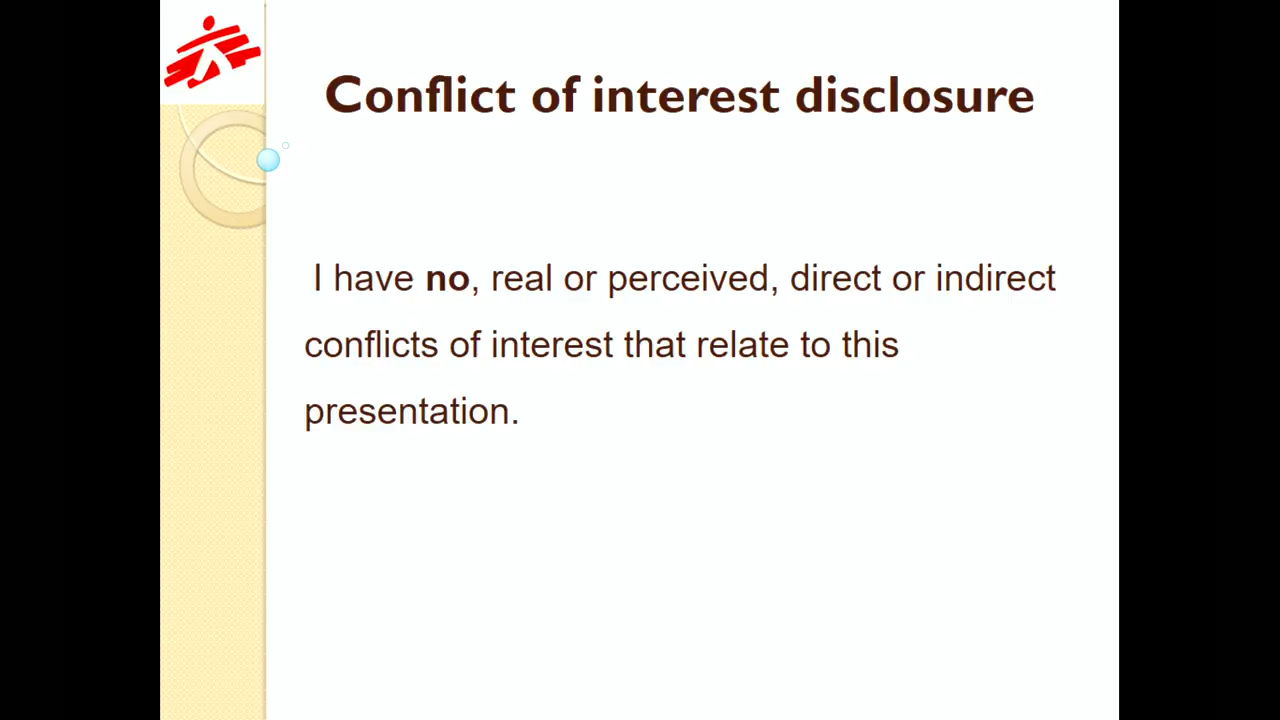 Conflict of interest disclosure
I have no, real or perceived, direct or indirect
conflicts of interest that relate to this
presentation.